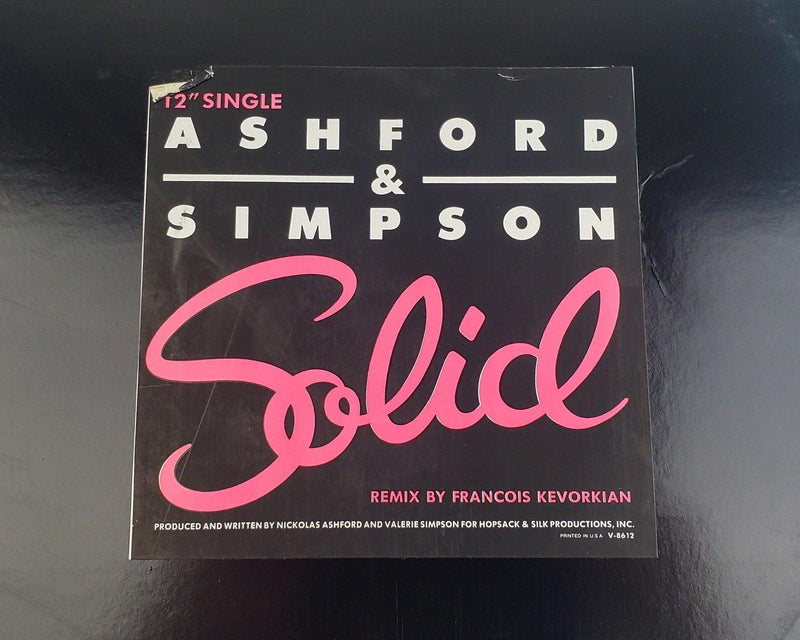 12" SINGLE
ASHFORD
&
SIMPSON
Solid
REMIX BY FRANCOIS KEVORKIAN
PRODUCED AND WRITTEN BY NICKOLAS ASHFORD AND VALERIE SIMPSON FOR HOPSACK & SILK PRODUCTIONS, INC.
PRINTED IN U S A V-8612